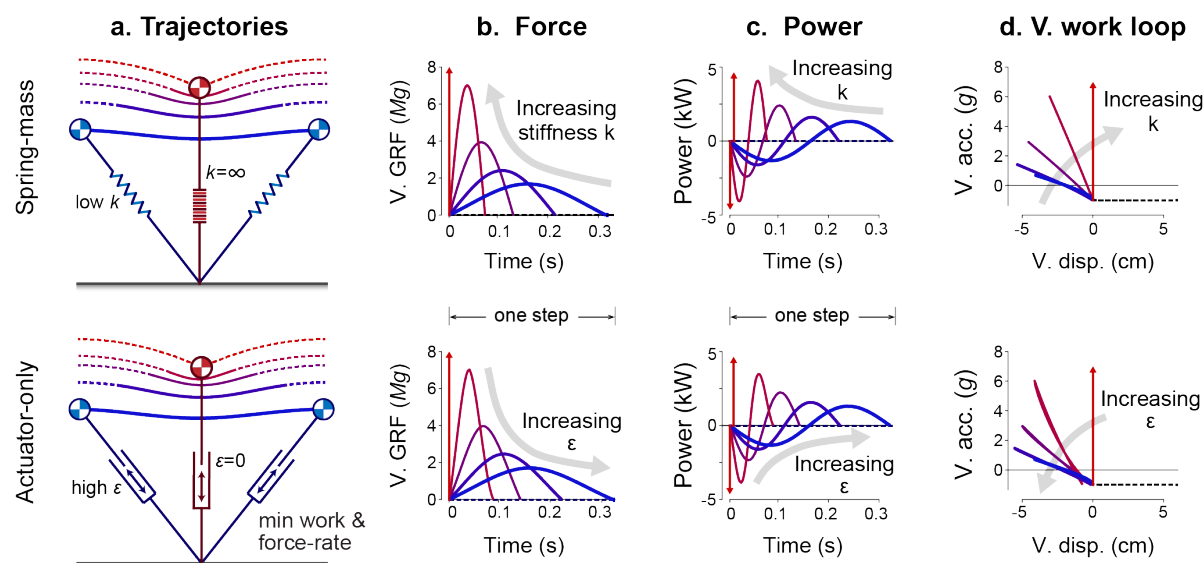 a. Trajectories
b. Force
c. Power
d. V. work loop
Spring-mass
low k
k=∞
V. GRF (Mg)
8
6
4
2
0
Increasing
stiffness k
0
0.1
0.2
0.3
Time (s)
Power (kW)
5
0
-5
Increasing
k
0
0.1
0.2
0.3
Time (s)
V. acc. (g)
8
6
4
2
0
Increasing
k
-5
0
5
V. disp. (cm)
one step
one step
Actuator-only
high ε
ε=0
min work &
force-rate
V. GRF (Mg)
8
6
4
2
0
Increasing
ε
0
0.1
0.2
0.3
Time (s)
Power (kW)
5
0
-5
Increasing
ε
0
0.1
0.2
0.3
Time (s)
V. acc. (g)
8
6
4
2
0
Increasing
ε
-5
0
5
V. disp. (cm)